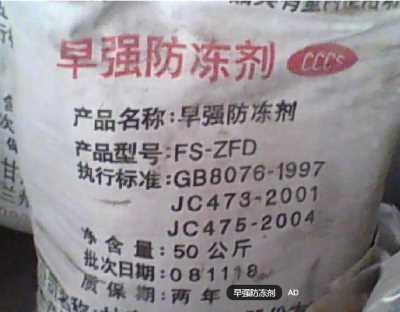 早强防冻剂 CCCs
产品名称:早强防冻剂
产品型号:FS-ZFD
执行标准:GB8076-1997
JC473-2001
JC475-2004
净含量:50公斤
批次日期:081118
质保期:两年
早强防冻剂 AD